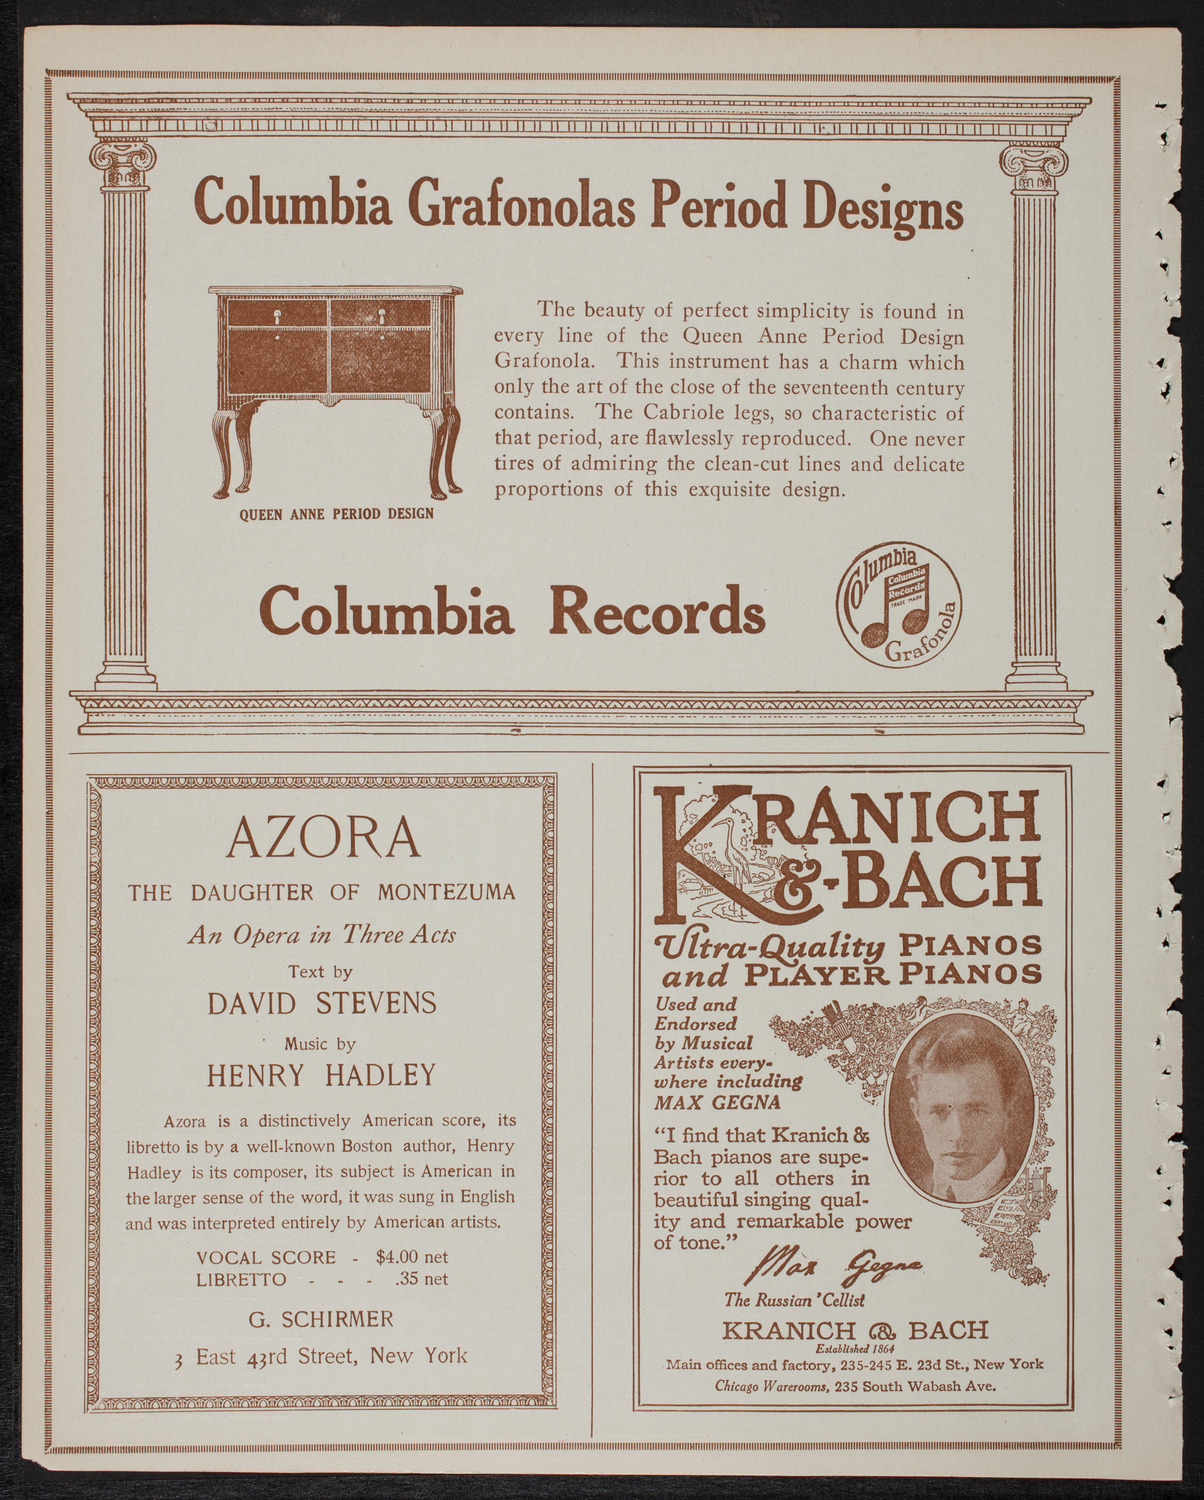 Columbia Grafonolas Period Designs
The beauty of perfect simplicity is found in
every line of the Queen Anne Period Design
Grafonola. This instrument has a charm which
only the art of the close of the seventeenth century
contains. The Cabriole legs, so characteristic of
that period, are flawlessly reproduced. One never
tires of admiring the clean-cut lines and delicate
proportions of this exquisite design.
QUEEN ANNE PERIOD DESIGN
Columbia Records
Columbia
Columbia
Records
TRADE MARK
Grafonola
AZORA
THE DAUGHTER OF MONTEZUMA
An Opera in Three Acts
Text by
DAVID STEVENS
Music by
HENRY HADLEY
Azora is a distinctively American score, its
libretto is by a well-known Boston author, Henry
Hadley is its composer, its subject is American in
the larger sense of the word, it was sung in English
and was interpreted entirely by American artists.
VOCAL SCORE - $4.00 net
LIBRETTO - - - .35 net
G. SCHIRMER
3 East 43rd Street, New York
KRANICH
&-BACH
Ultra-Quality PIANOS
and PLAYER PIANOS
Used and
Endorsed
by Musical
Artists every-
where including
MAX GEGNA
"I find that Kranich &
Bach pianos are supe-
rior to all others in
beautiful singing qual-
ity and remarkable power
of tone."
Max Gegna
The Russian 'Cellist
KRANICH & BACH
Established 1864
Main offices and factory, 235-245 E. 23d St., New York
Chicago Warerooms, 235 South Wabash Ave.